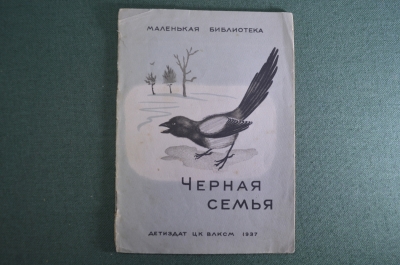 МАЛЕНЬКАЯ БИБЛИОТЕКА
ЧЕРНАЯ
СЕМЬЯ
ДЕТИЗДАТ ЦК ВЛКСМ 1937